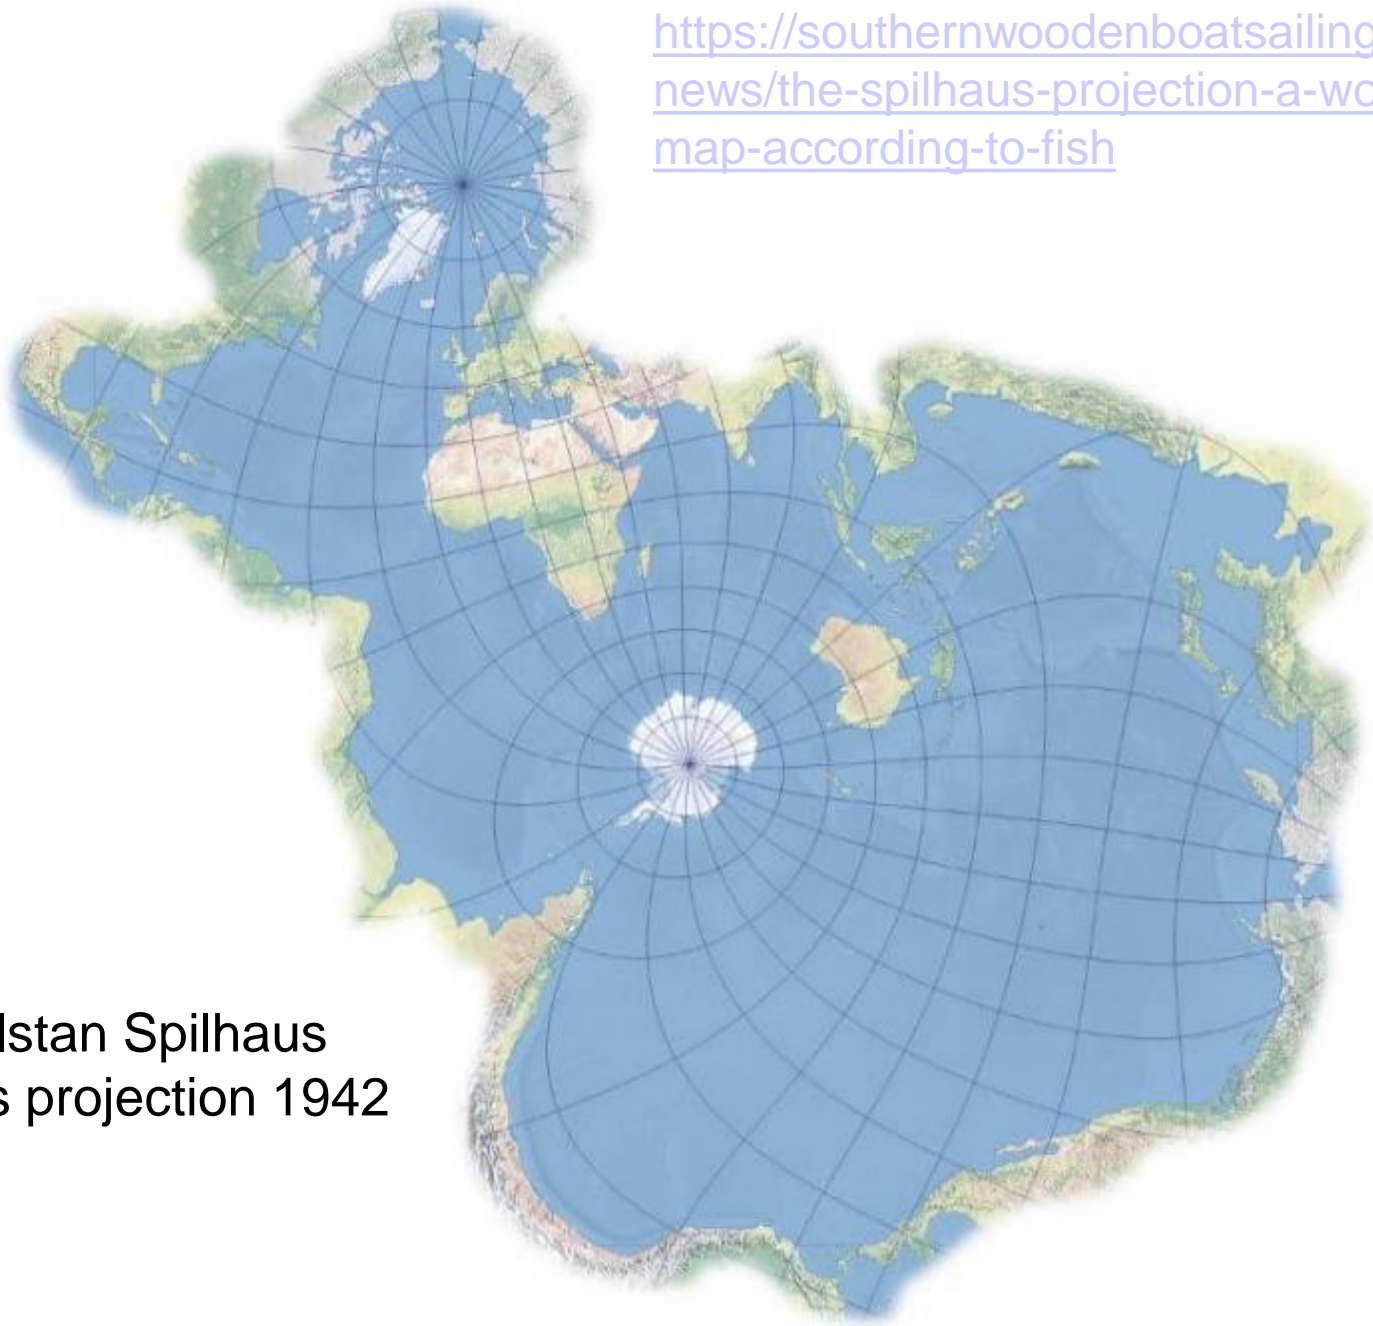 https://southernwoodenboatsailing
news/the-spilhaus-projection-a-wo
map-according-to-fish
lstan Spilhaus
s projection 1942